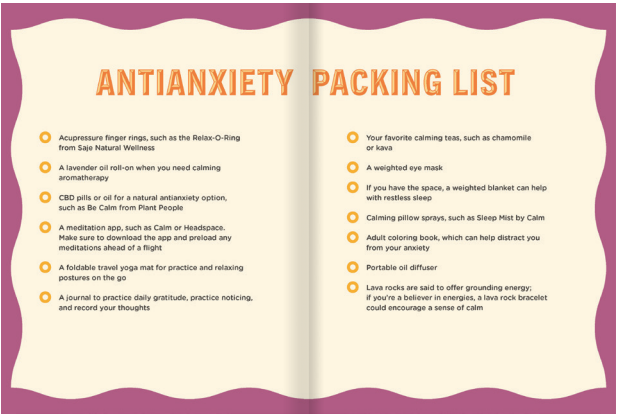 ANTIANXIETY PACKING LIST
Acupressure finger rings, such as the Relax-O-Ring
from Saje Natural Wellness
A lavender oil roll-on when you need calming
aromatherapy
CBD pills or oil for a natural antianxiety option,
such as Be Calm from Plant People
A meditation app, such as Calm or Headspace.
Make sure to download the app and preload any
meditations ahead of a flight
A foldable travel yoga mat for practice and relaxing
postures on the go
A journal to practice daily gratitude, practice noticing,
and record your thoughts
Your favorite calming teas, such as chamomile
or kava
A weighted eye mask
If you have the space, a weighted blanket can help
with restless sleep
Calming pillow sprays, such as Sleep Mist by Calm
Adult coloring book, which can help distract you
from your anxiety
Portable oil diffuser
Lava rocks are said to offer grounding energy;
if you're a believer in energies, a lava rock bracelet
could encourage a sense of calm